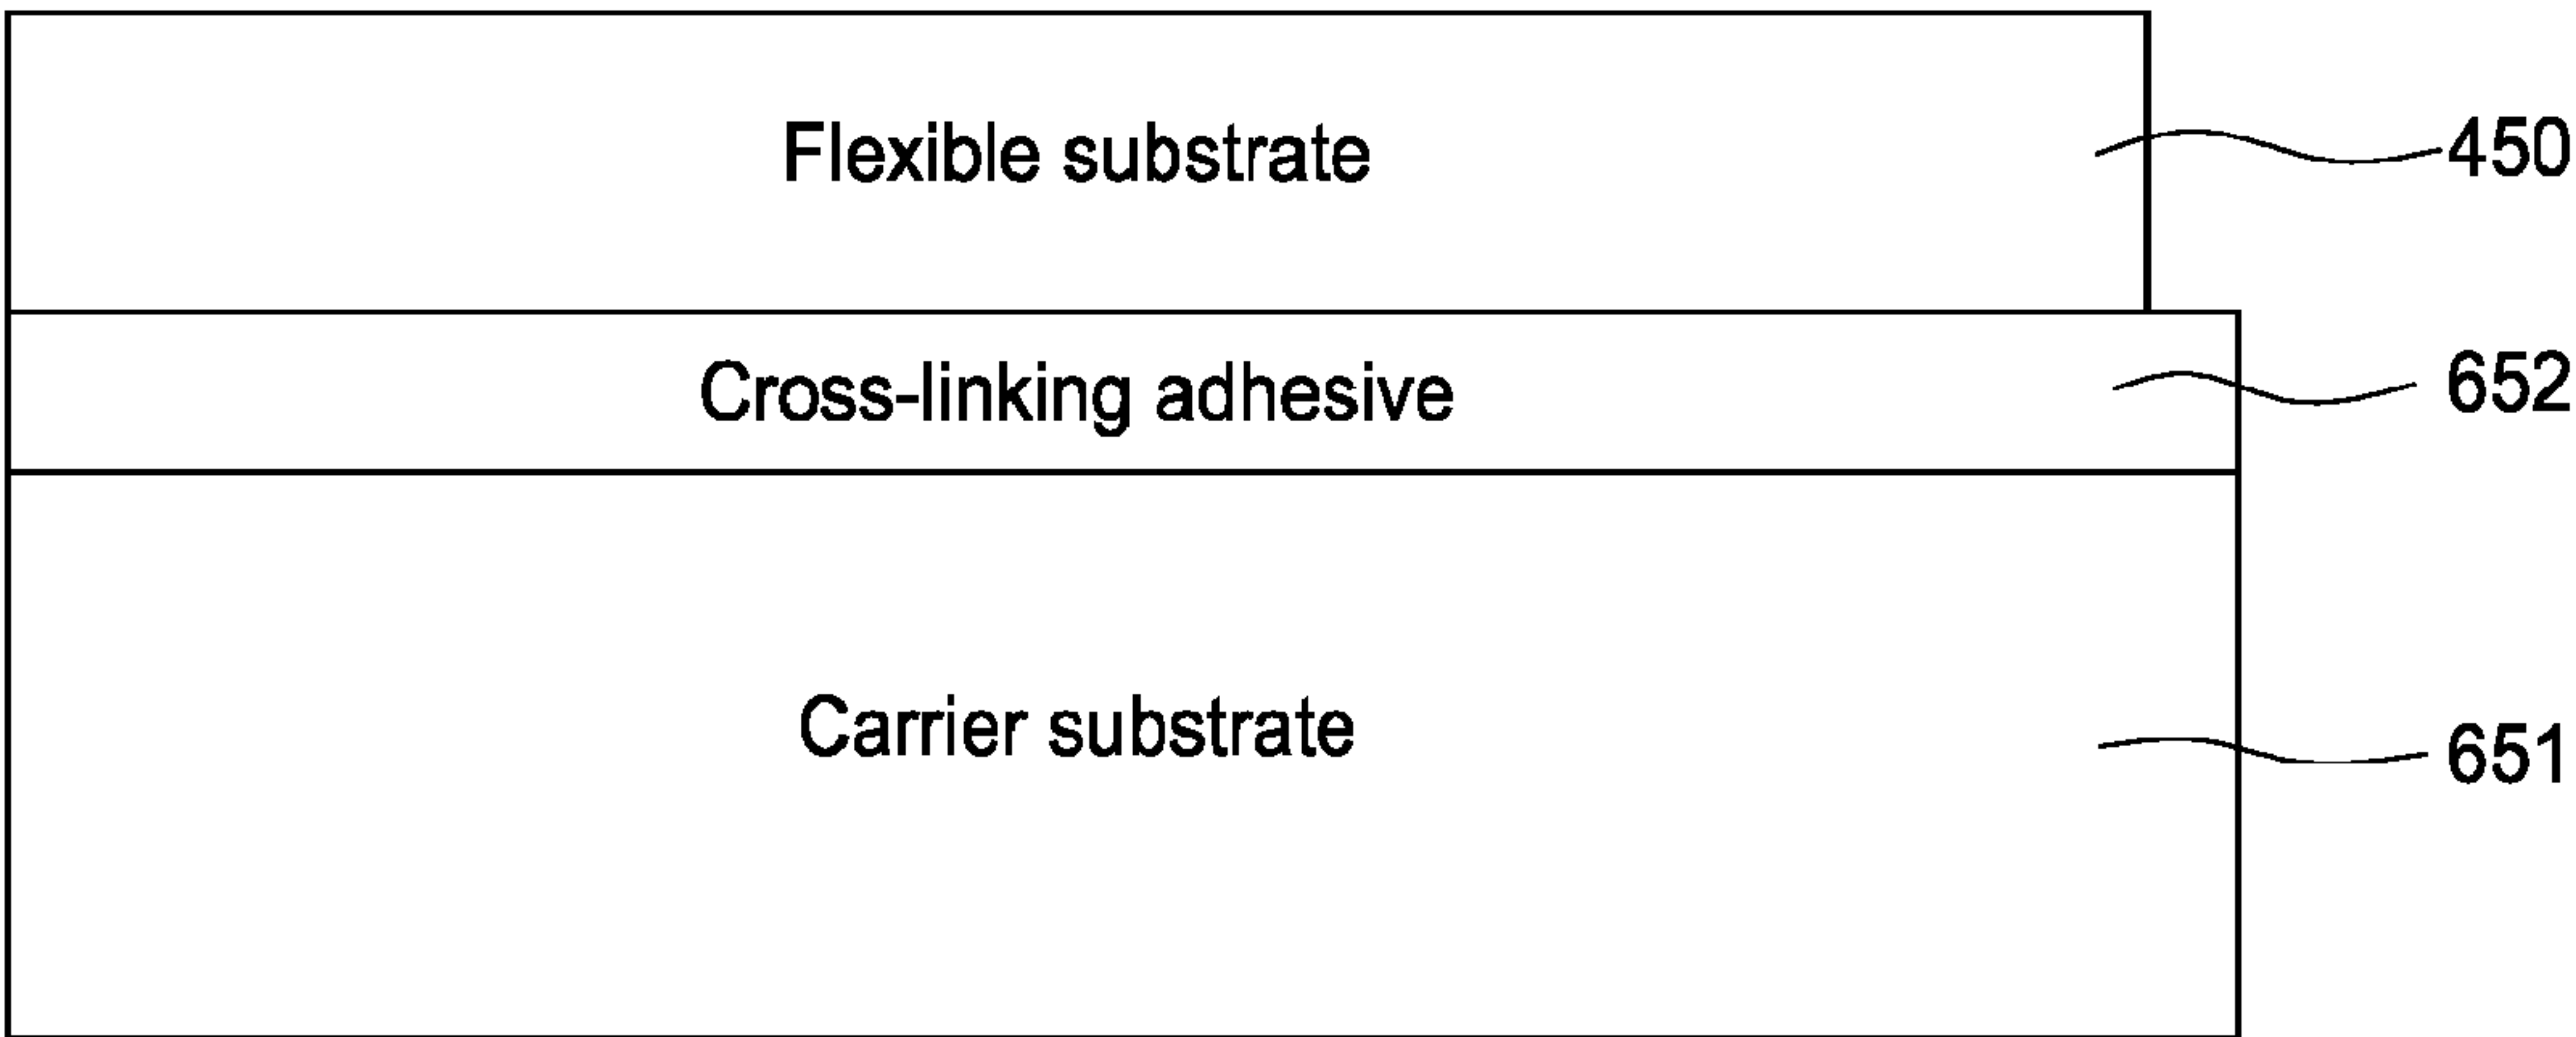 Flexible substrate 450
Cross-linking adhesive 652
Carrier substrate 651